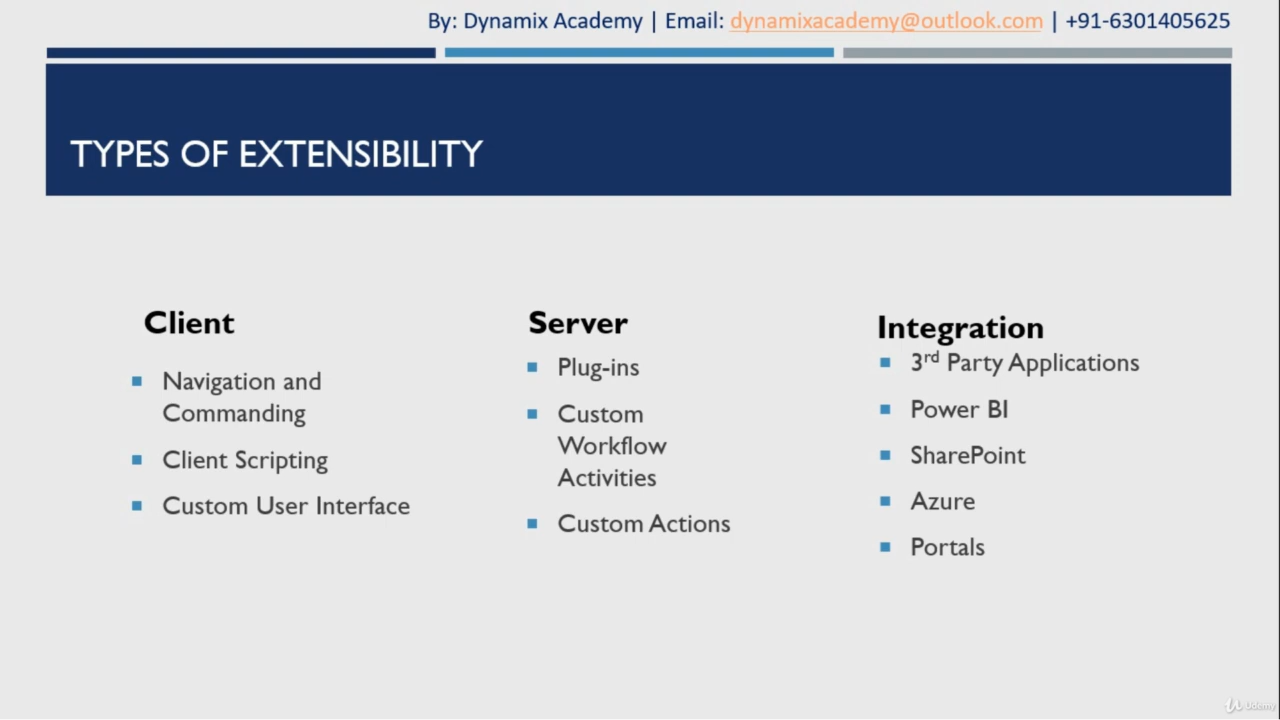 By: Dynamix Academy | Email: dynamixacademy@outlook.com | +91-6301405625
TYPES OF EXTENSIBILITY
Client
Navigation and
Commanding
Client Scripting
Custom User Interface
Server
Plug-ins
Custom
Workflow
Activities
Custom Actions
Integration
3rd Party Applications
Power BI
SharePoint
Azure
Portals
Udemy